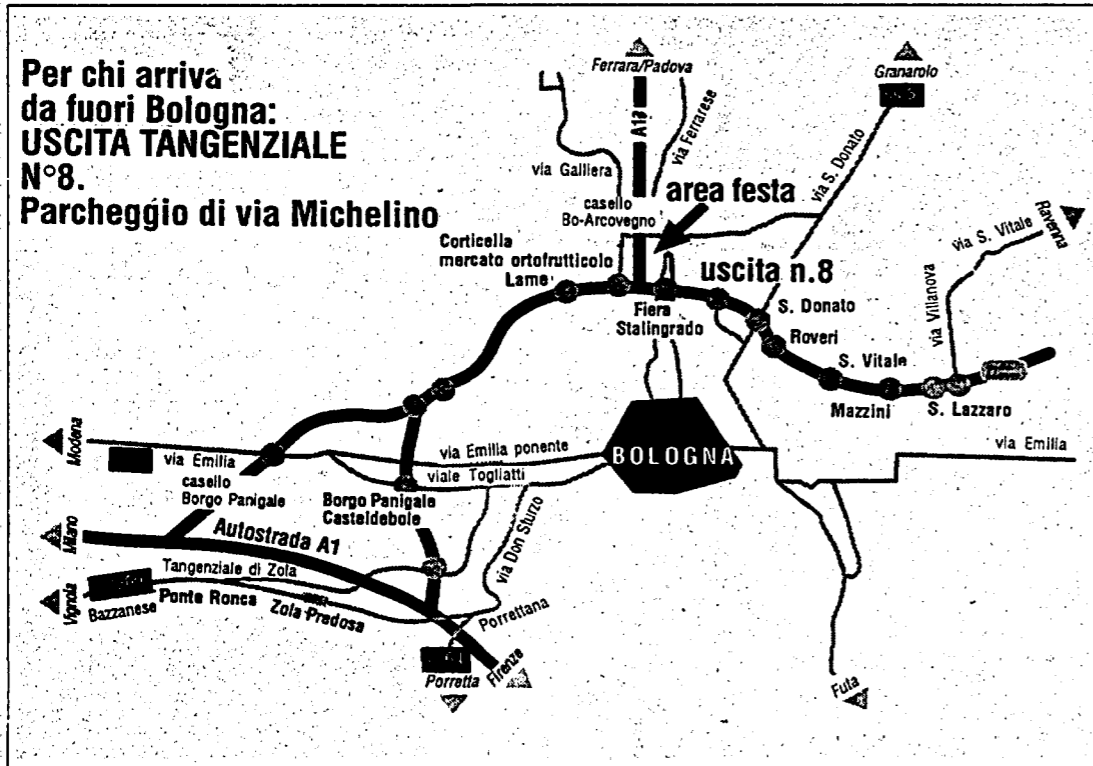 Per chi arriva
da fuori Bologna:
USCITA TANGENZIALE
N°8.
Parcheggio di via Michelino
Ferrara/Padova
Granarolo
A13
via Ferrarese
via Galliera
via S. Donato
area festa
casello
Bo-Arcovegno
via S. Vitale
Ravenna
Corticella
mercato ortofrutticolo
Lame
uscita n.8
via Villanova
Fiera
Stalingrado
S. Donato
Roveri
S. Vitale
Mazzini
S. Lazzaro
Modena
via Emilia
via Emilia ponente
BOLOGNA
via Emilia
viale Togliatti
casello
Borgo Panigale
Borgo Panigale
Casteldebole
via Don Sturzo
Milano
Autostrada A1
Tangenziale di Zola
Vignola
Bazzanese
Ponte Ronca
Zola Predosa
Porrettana
Porretta
Firenze
Futa